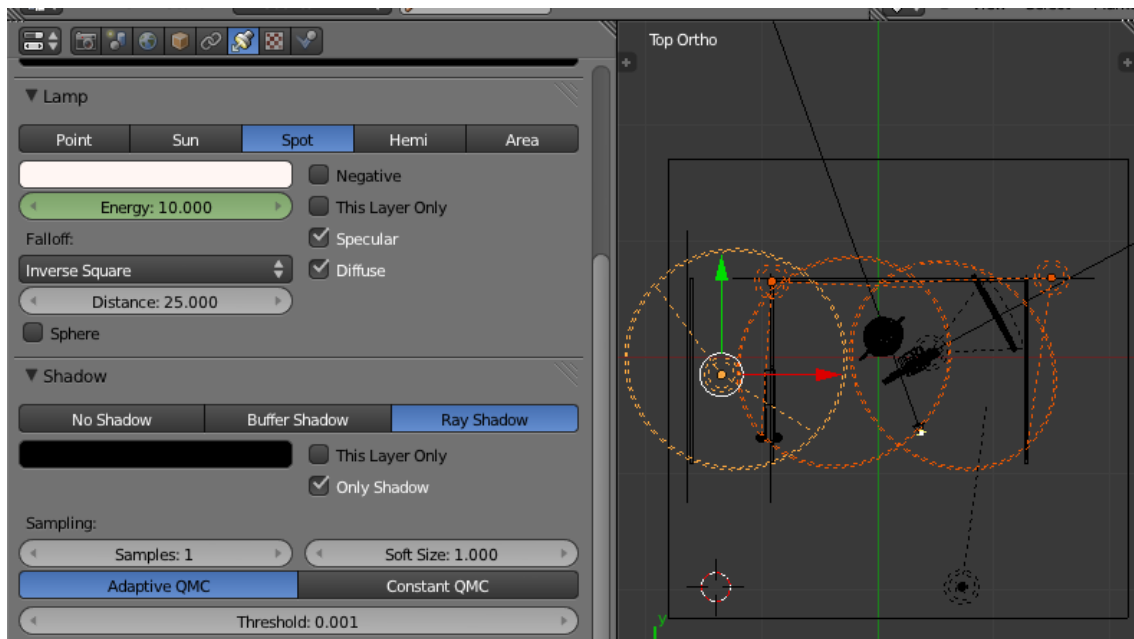 Top Ortho
Lamp
Point Sun Spot Hemi Area
Negative
Energy: 10.000 This Layer Only
Falloff: Specular
Inverse Square Diffuse
Distance: 25.000
Sphere
Shadow
No Shadow Buffer Shadow Ray Shadow
This Layer Only
Only Shadow
Sampling:
Samples: 1 Soft Size: 1.000
Adaptive QMC Constant QMC
Threshold: 0.001
y